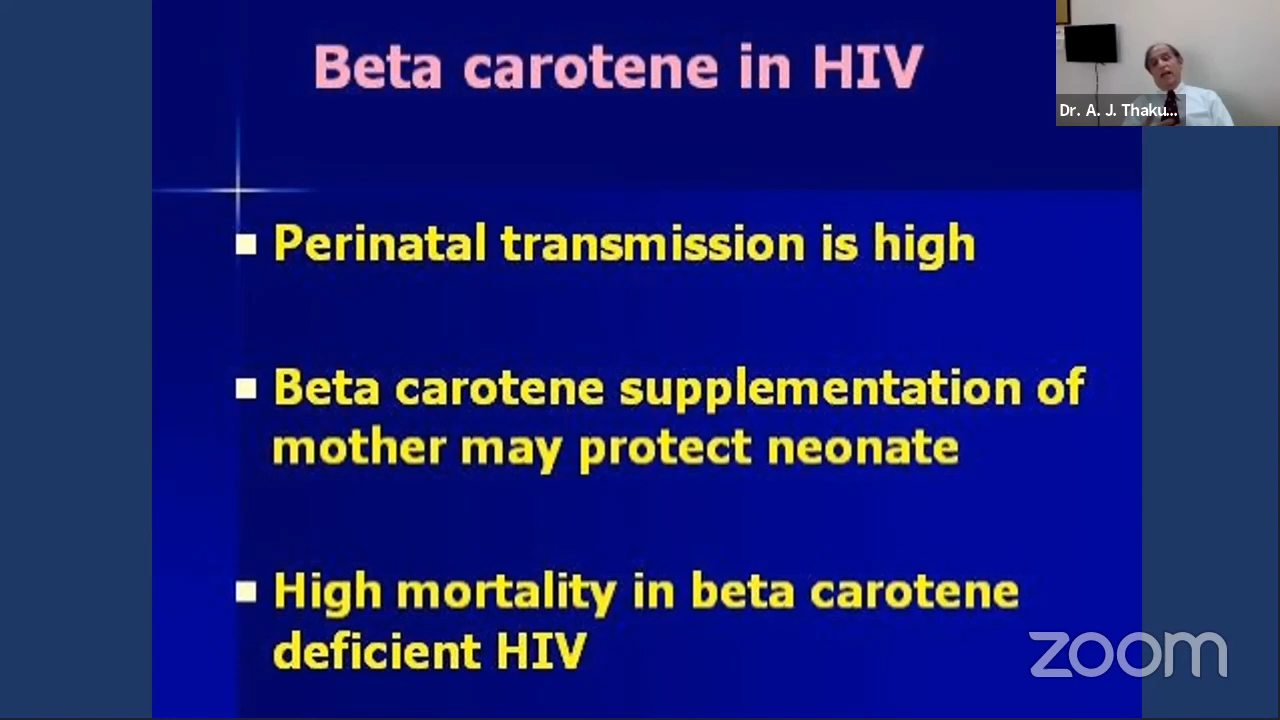 Beta carotene in HIV
Dr. A. J. Thaku...
Perinatal transmission is high
Beta carotene supplementation of
mother may protect neonate
High mortality in beta carotene
deficient HIV
zoom